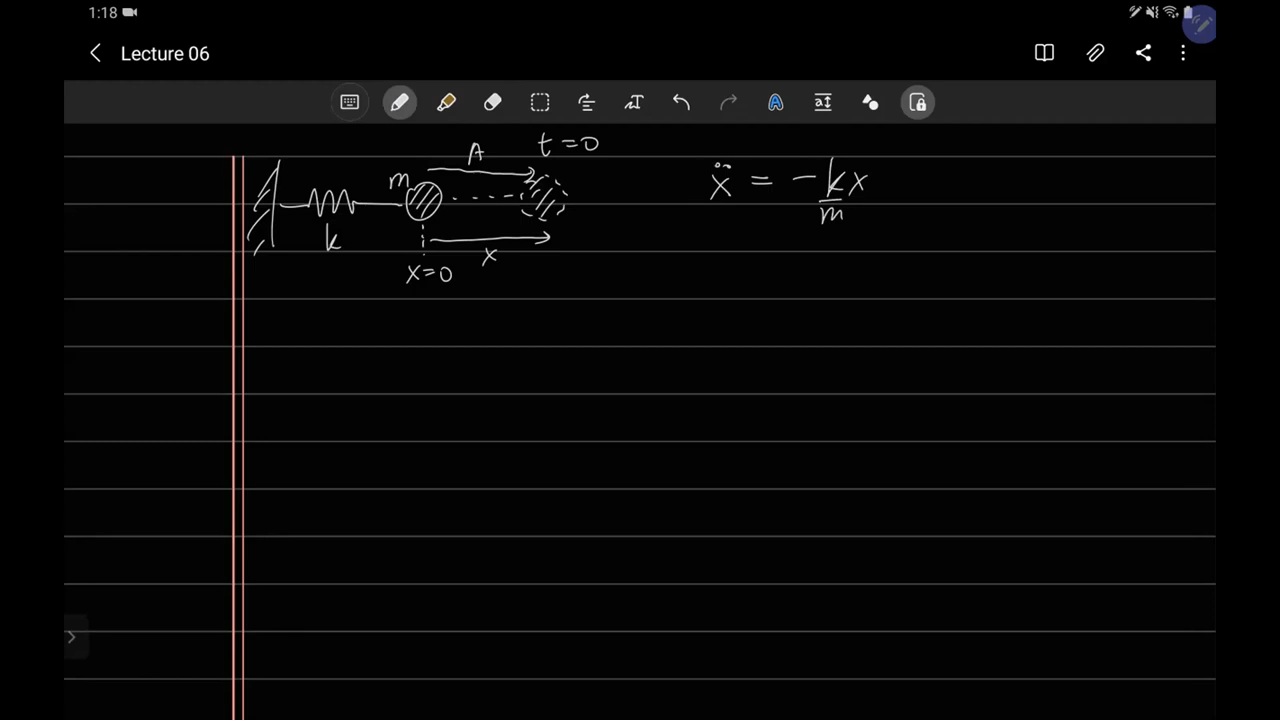 1:18
Lecture 06
A t = 0
m
k
x
x = 0
ẍ = - k/m x